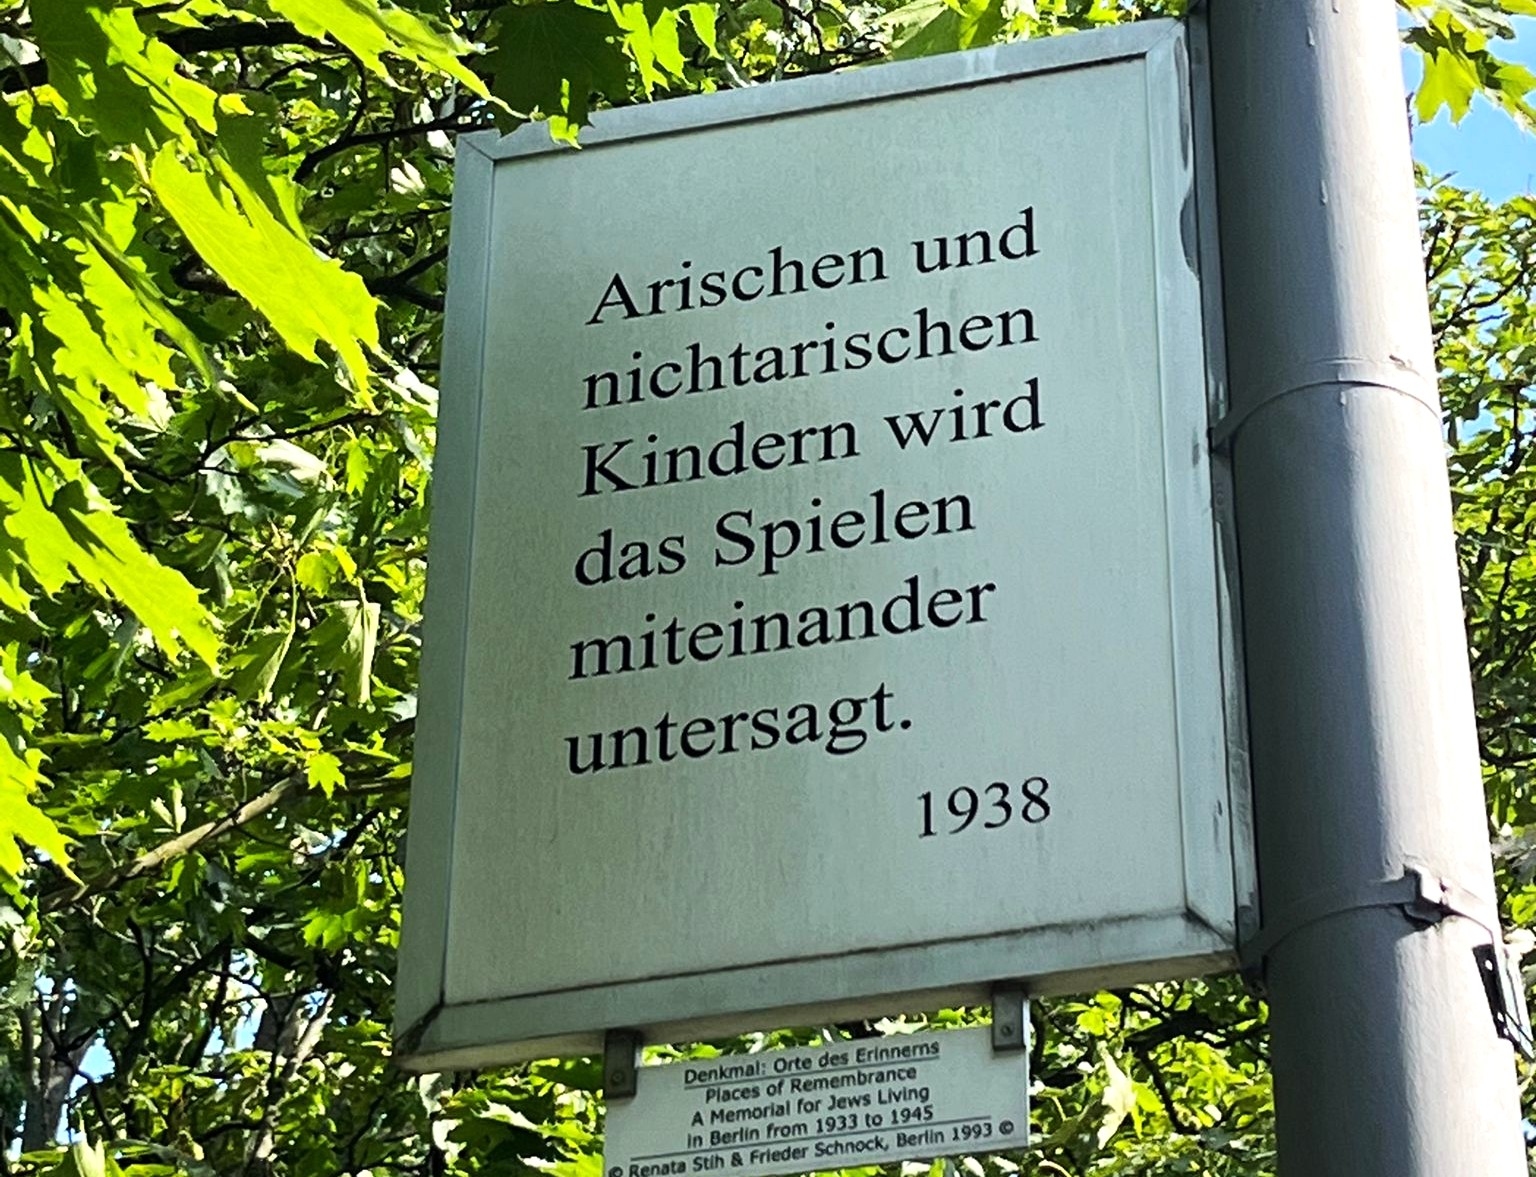 Arischen und
nichtarischen
Kindern wird
das Spielen
miteinander
untersagt.
1938
Denkmal: Orte des Erinnerns
Places of Remembrance
A Memorial for Jews Living
in Berlin from 1933 to 1945
© Renata Stih & Frieder Schnock, Berlin 1993 ©